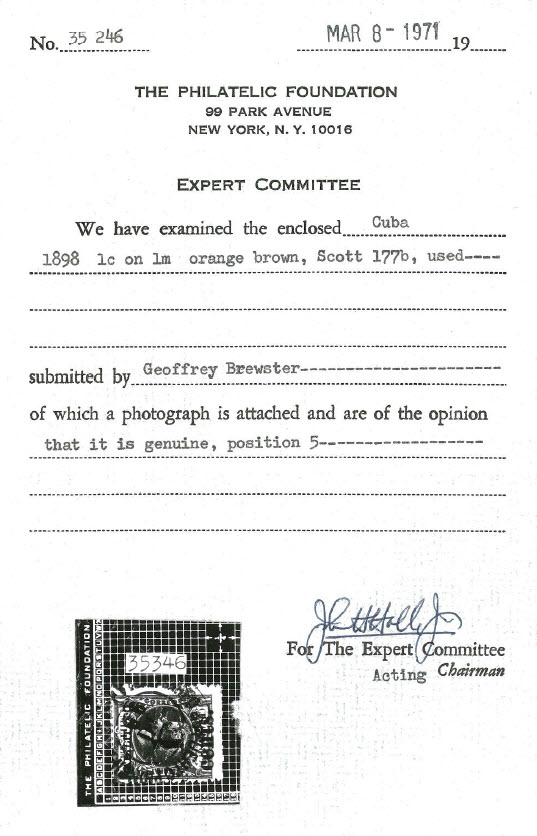 No. 35 246 MAR 8 - 1971 19
THE PHILATELIC FOUNDATION
99 PARK AVENUE
NEW YORK, N. Y. 10016
EXPERT COMMITTEE
We have examined the enclosed Cuba
1898 1c on 1m orange brown, Scott 177b, used----
submitted by Geoffrey Brewster----------------------
of which a photograph is attached and are of the opinion
that it is genuine, position 5------------------
For The Expert Committee
Acting Chairman
THE PHILATELIC FOUNDATION
35346